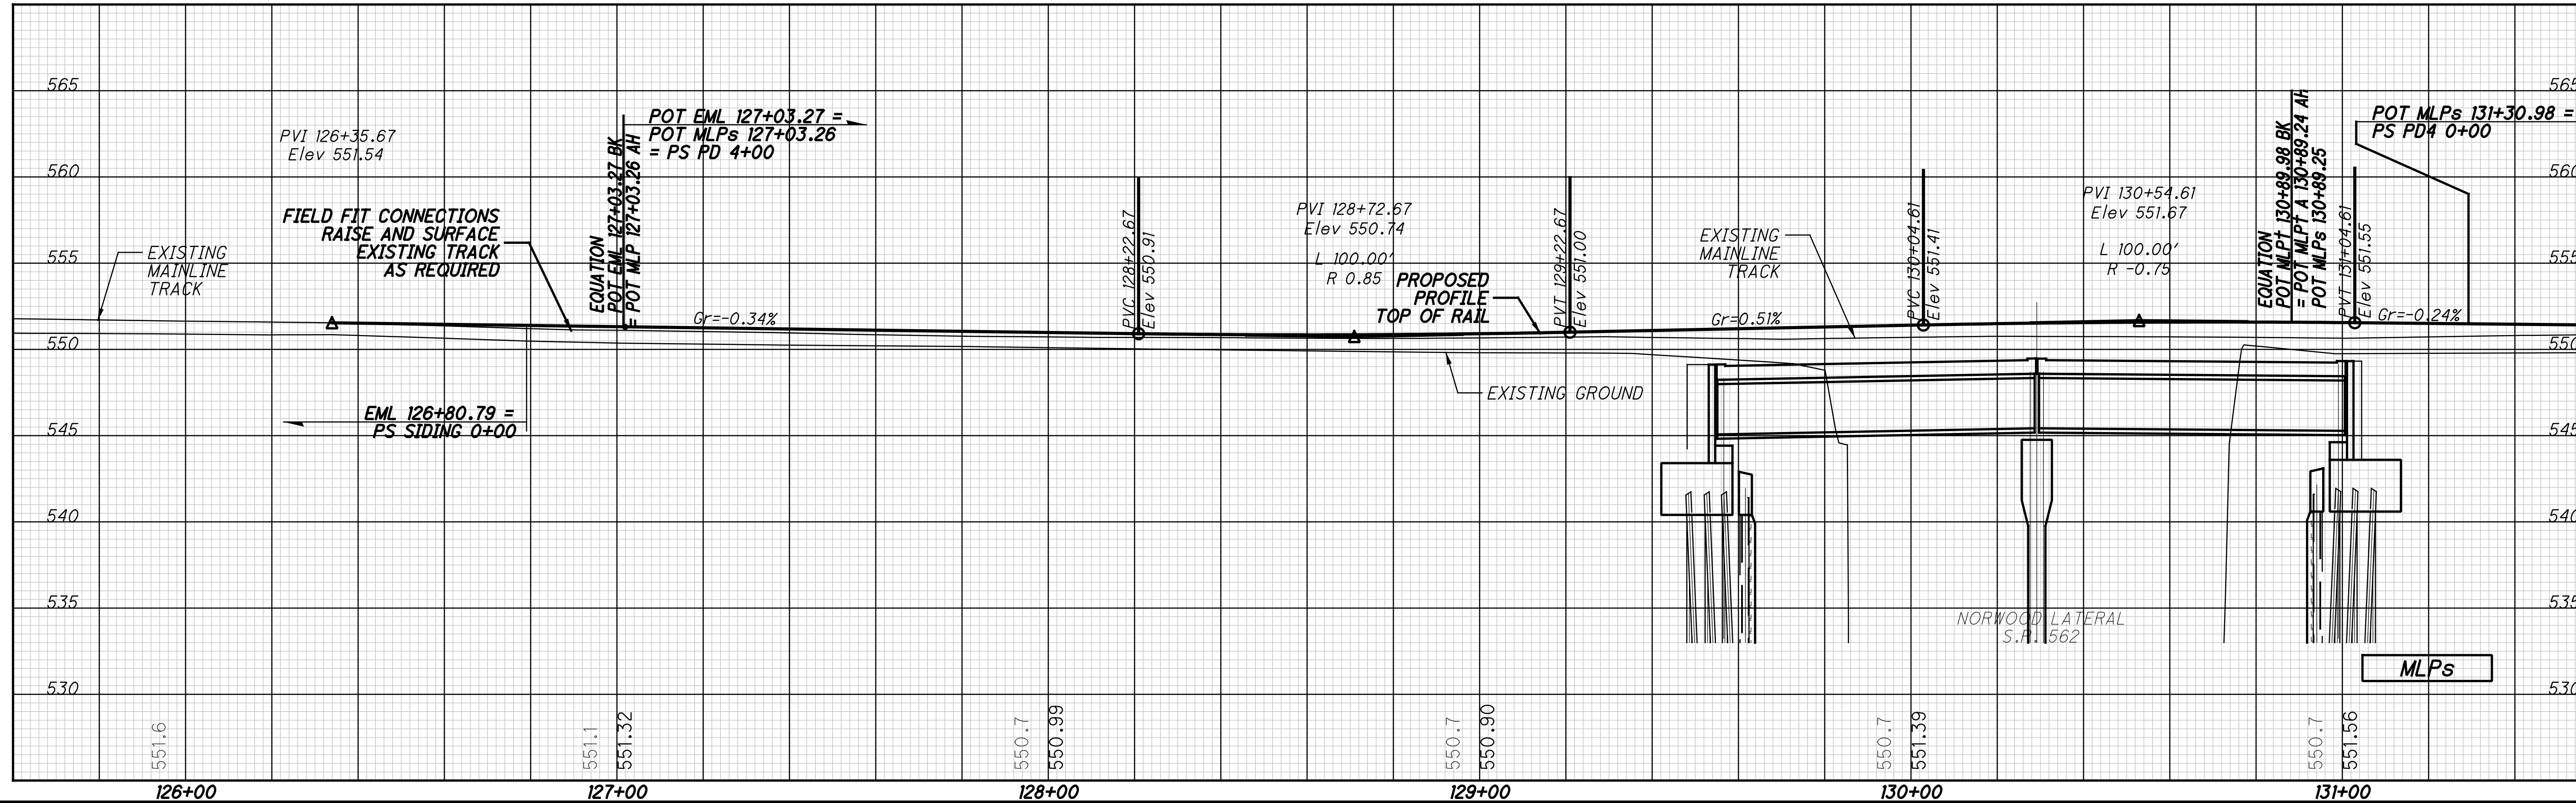 565
560
555
550
545
540
535
530
PVI 126+35.67
Elev 551.54
FIELD FIT CONNECTIONS
RAISE AND SURFACE
EXISTING TRACK
AS REQUIRED
EXISTING
MAINLINE
TRACK
EQUATION
POT EML 127+03.27 BK
= POT MLP 127+03.26 AH
POT EML 127+03.27 =
POT MLPs 127+03.26
= PS PD 4+00
Gr=-0.34%
EML 126+80.79 =
PS SIDING 0+00
PVC 128+22.67
Elev 550.91
PVI 128+72.67
Elev 550.74
L 100.00'
R 0.85
PROPOSED
PROFILE
TOP OF RAIL
PVT 129+22.67
Elev 551.00
EXISTING GROUND
EXISTING
MAINLINE
TRACK
Gr=0.51%
PVC 130+04.61
Elev 551.41
PVI 130+54.61
Elev 551.67
L 100.00'
R -0.75
EQUATION
POT MLP† 130+89.98 BK
= POT MLP† A 130+89.24 AH
POT MLPs 130+89.25
PVT 131+04.61
Elev 551.55
POT MLPs 131+30.98 =
PS PD4 0+00
Gr=-0.24%
NORWOOD LATERAL
S.R. 562
MLPs
565
560
555
550
545
540
535
530
551.6
551.1
551.32
550.7
550.99
550.7
550.90
550.7
551.39
550.7
551.56
126+00
127+00
128+00
129+00
130+00
131+00